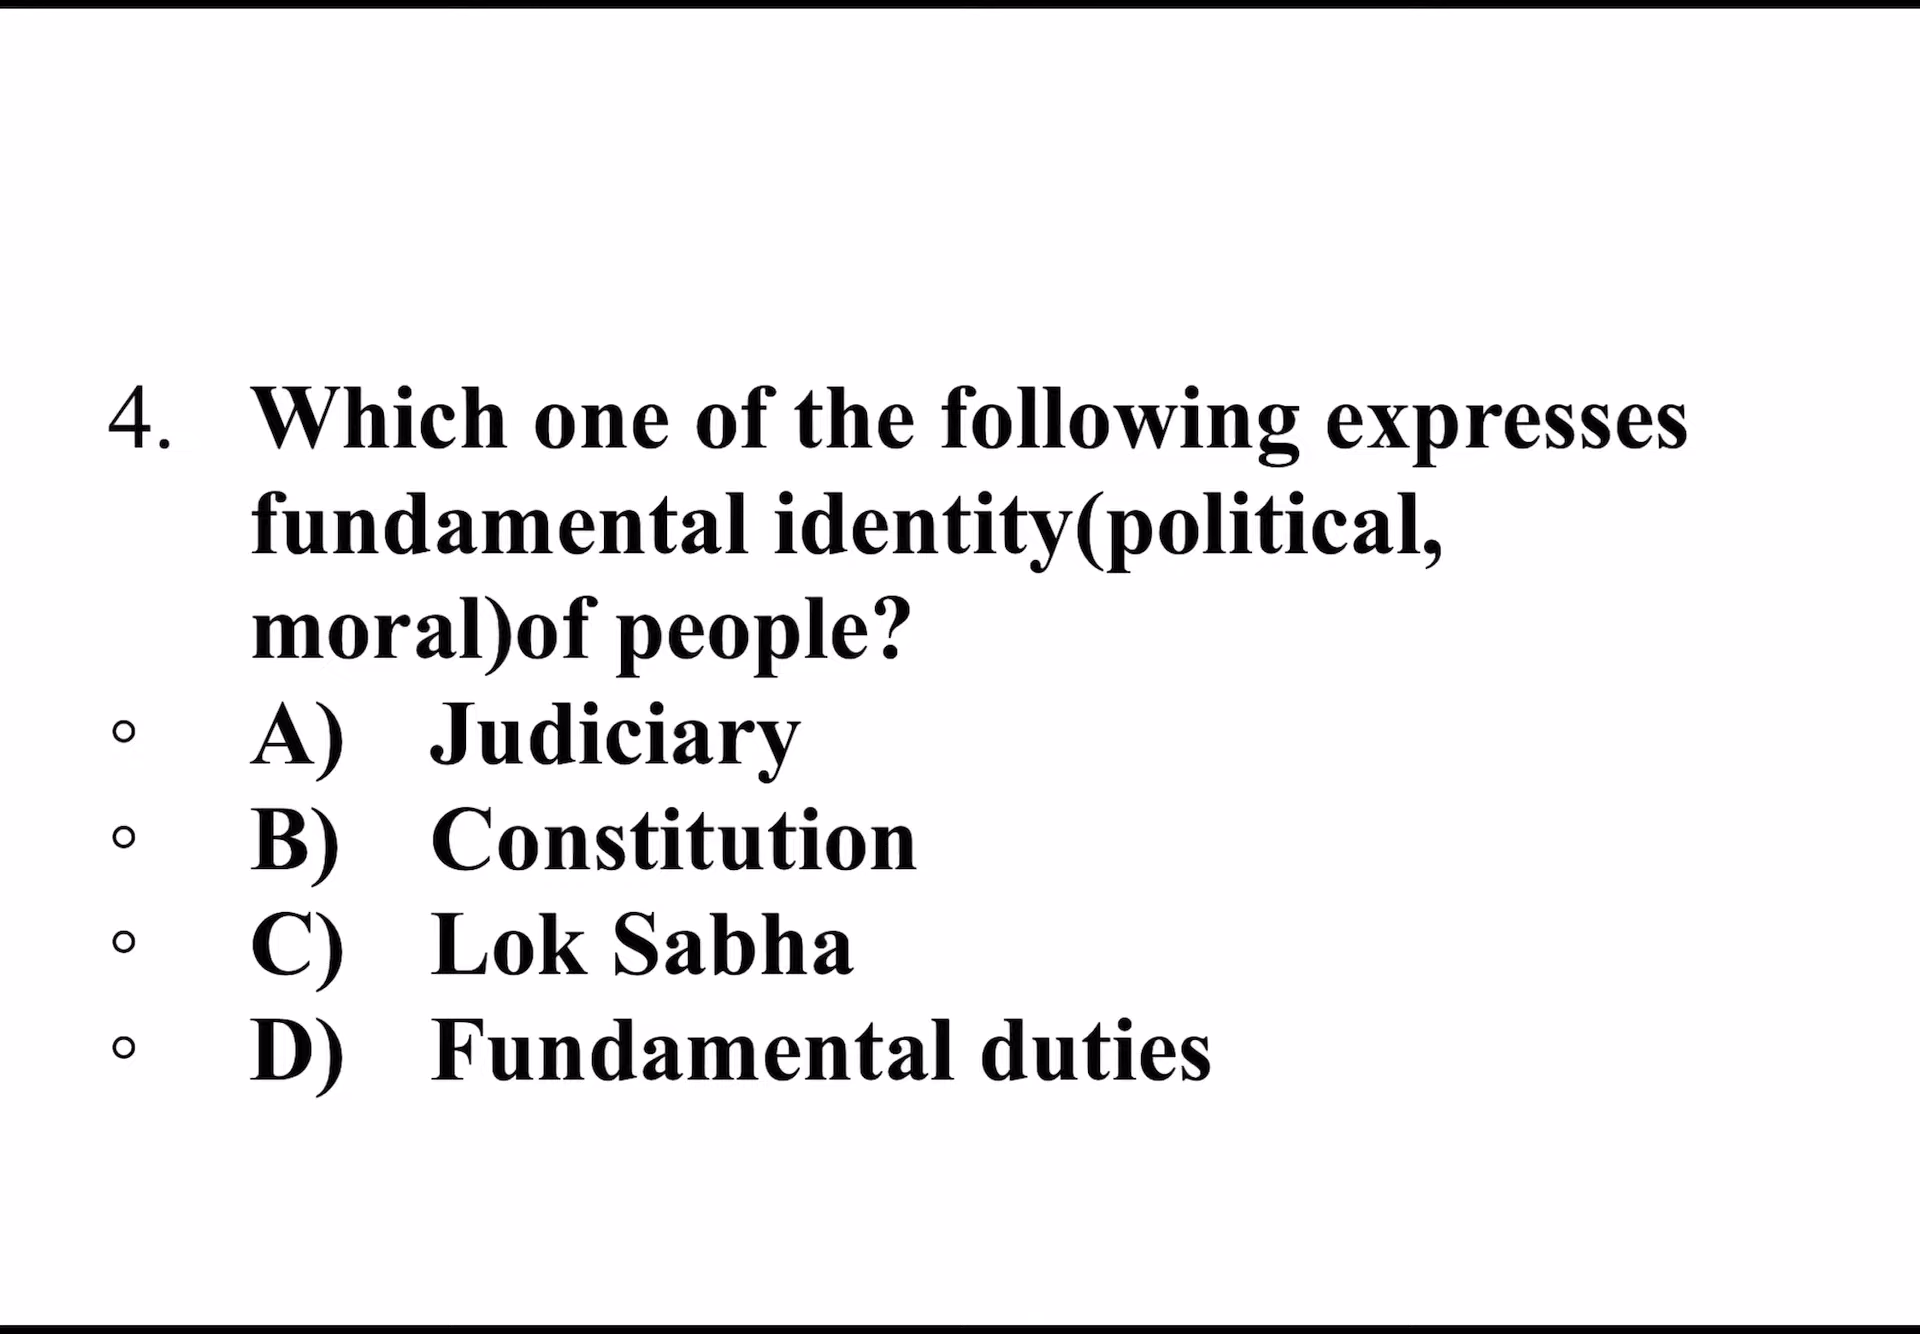 4. Which one of the following expresses
fundamental identity(political,
moral)of people?
◦ A) Judiciary
◦ B) Constitution
◦ C) Lok Sabha
◦ D) Fundamental duties